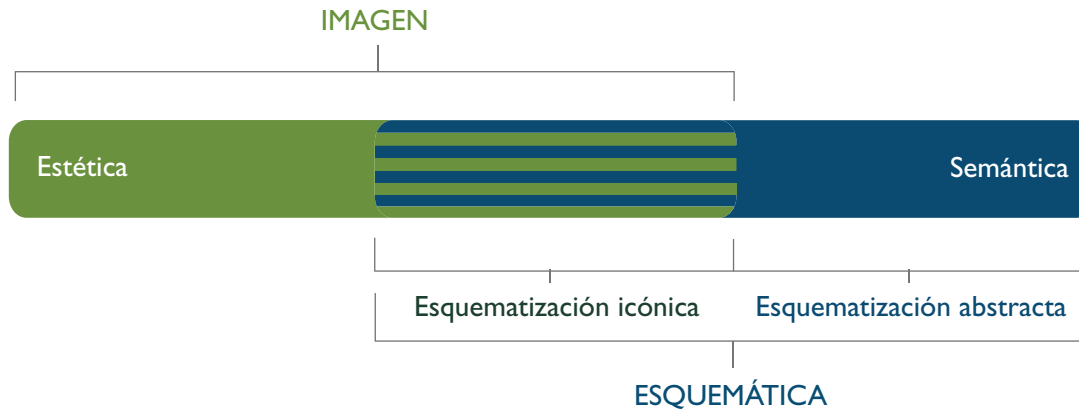 IMAGEN
Estética
Semántica
Esquematización icónica
Esquematización abstracta
ESQUEMÁTICA